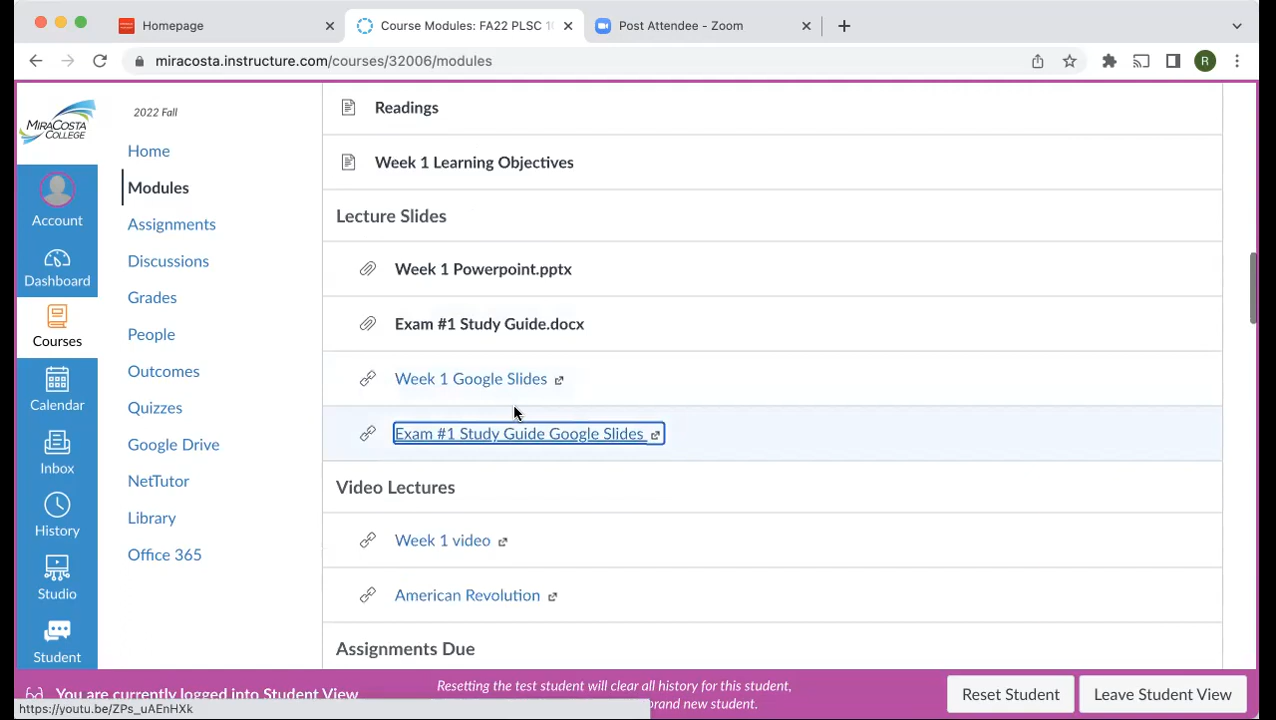 Homepage
Course Modules: FA22 PLSC 10
Post Attendee - Zoom
miracosta.instructure.com/courses/32006/modules
R
MIRACOSTA
COLLEGE
2022 Fall
Home
Modules
Assignments
Discussions
Grades
People
Outcomes
Quizzes
Google Drive
NetTutor
Library
Office 365
Account
Dashboard
Courses
Calendar
Inbox
History
Studio
Student
Readings
Week 1 Learning Objectives
Lecture Slides
Week 1 Powerpoint.pptx
Exam #1 Study Guide.docx
Week 1 Google Slides
Exam #1 Study Guide Google Slides
Video Lectures
Week 1 video
American Revolution
Assignments Due
You are currently logged into Student View
Resetting the test student will clear all history for this student,
brand new student.
Reset Student
Leave Student View
https://youtu.be/ZPs_uAEnHXk